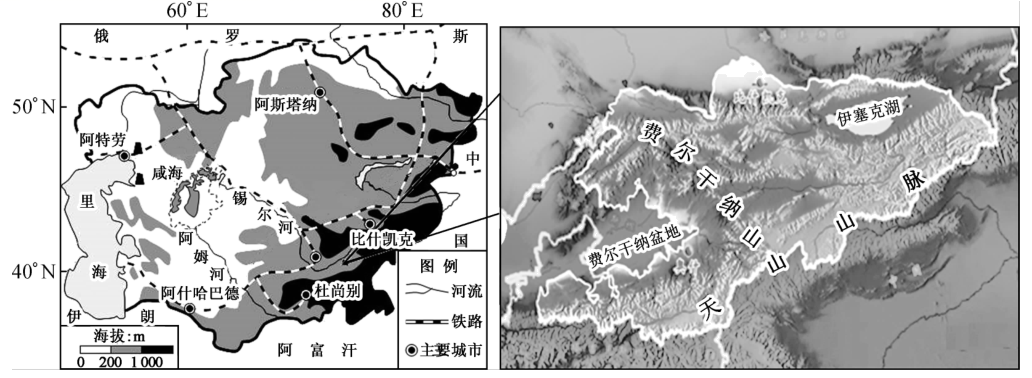 60°E
80°E
俄
罗
斯
50°N
阿斯塔纳
阿特劳
中
咸海
里
锡
尔
河
比什凯克
国
阿
姆
河
图例
河流
铁路
主要城市
40°N
海
阿什哈巴德
杜尚别
伊
朗
海拔:m
0 200 1 000
阿富汗
伊塞克湖
费尔干纳山
天山山脉
费尔干纳盆地